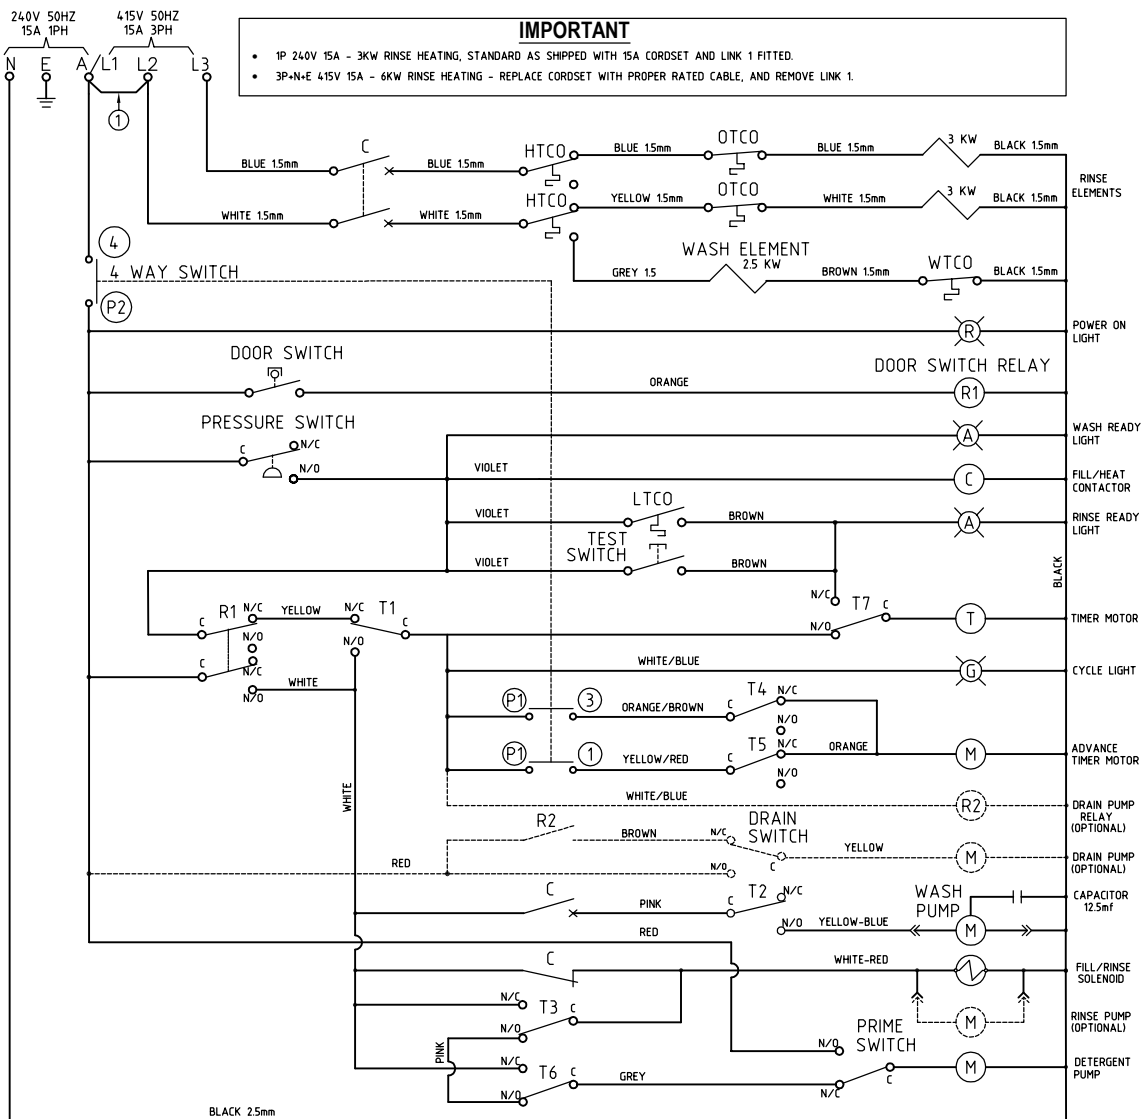 240V 50HZ
15A 1PH
415V 50HZ
15A 3PH
IMPORTANT
• 1P 240V 15A - 3KW RINSE HEATING, STANDARD AS SHIPPED WITH 15A CORDSET AND LINK 1 FITTED.
• 3P+N+E 415V 15A - 6KW RINSE HEATING - REPLACE CORDSET WITH PROPER RATED CABLE, AND REMOVE LINK 1.
N E A L1 L2 L3
1
BLUE 1.5mm C BLUE 1.5mm HTCO BLUE 1.5mm OTCO BLUE 1.5mm 3 KW BLACK 1.5mm
RINSE
ELEMENTS
WHITE 1.5mm WHITE 1.5mm HTCO YELLOW 1.5mm OTCO WHITE 1.5mm 3 KW BLACK 1.5mm
4
4 WAY SWITCH
P2
WASH ELEMENT
GREY 1.5 2.5 KW BROWN 1.5mm WTCO BLACK 1.5mm
R
POWER ON
LIGHT
DOOR SWITCH
ORANGE
DOOR SWITCH RELAY
R1
PRESSURE SWITCH
C N/C
N/O
A
WASH READY
LIGHT
VIOLET
C
FILL/HEAT
CONTACTOR
VIOLET LTCO BROWN
A
RINSE READY
LIGHT
VIOLET TEST
SWITCH
BROWN
BLACK
R1 C N/C YELLOW N/C T1 C
N/O N/O
N/C T7 C
N/O
T
TIMER MOTOR
C N/C
N/O WHITE
WHITE/BLUE
G
CYCLE LIGHT
P1 3 ORANGE/BROWN C T4 N/C
N/O
P1 1 YELLOW/RED C T5 N/C ORANGE
N/O
M
ADVANCE
TIMER MOTOR
WHITE
WHITE/BLUE
R2
DRAIN PUMP
RELAY
(OPTIONAL)
R2 BROWN N/C DRAIN
SWITCH
RED N/O C YELLOW
M
DRAIN PUMP
(OPTIONAL)
C PINK C T2 N/C
N/O YELLOW-BLUE
WASH
PUMP
M
CAPACITOR
12.5mf
RED
C WHITE-RED
FILL/RINSE
SOLENOID
N/C T3 C
N/O
M
RINSE PUMP
(OPTIONAL)
PINK
N/C T6 C
N/O GREY
PRIME
SWITCH
N/O
N/C C
M
DETERGENT
PUMP
BLACK 2.5mm